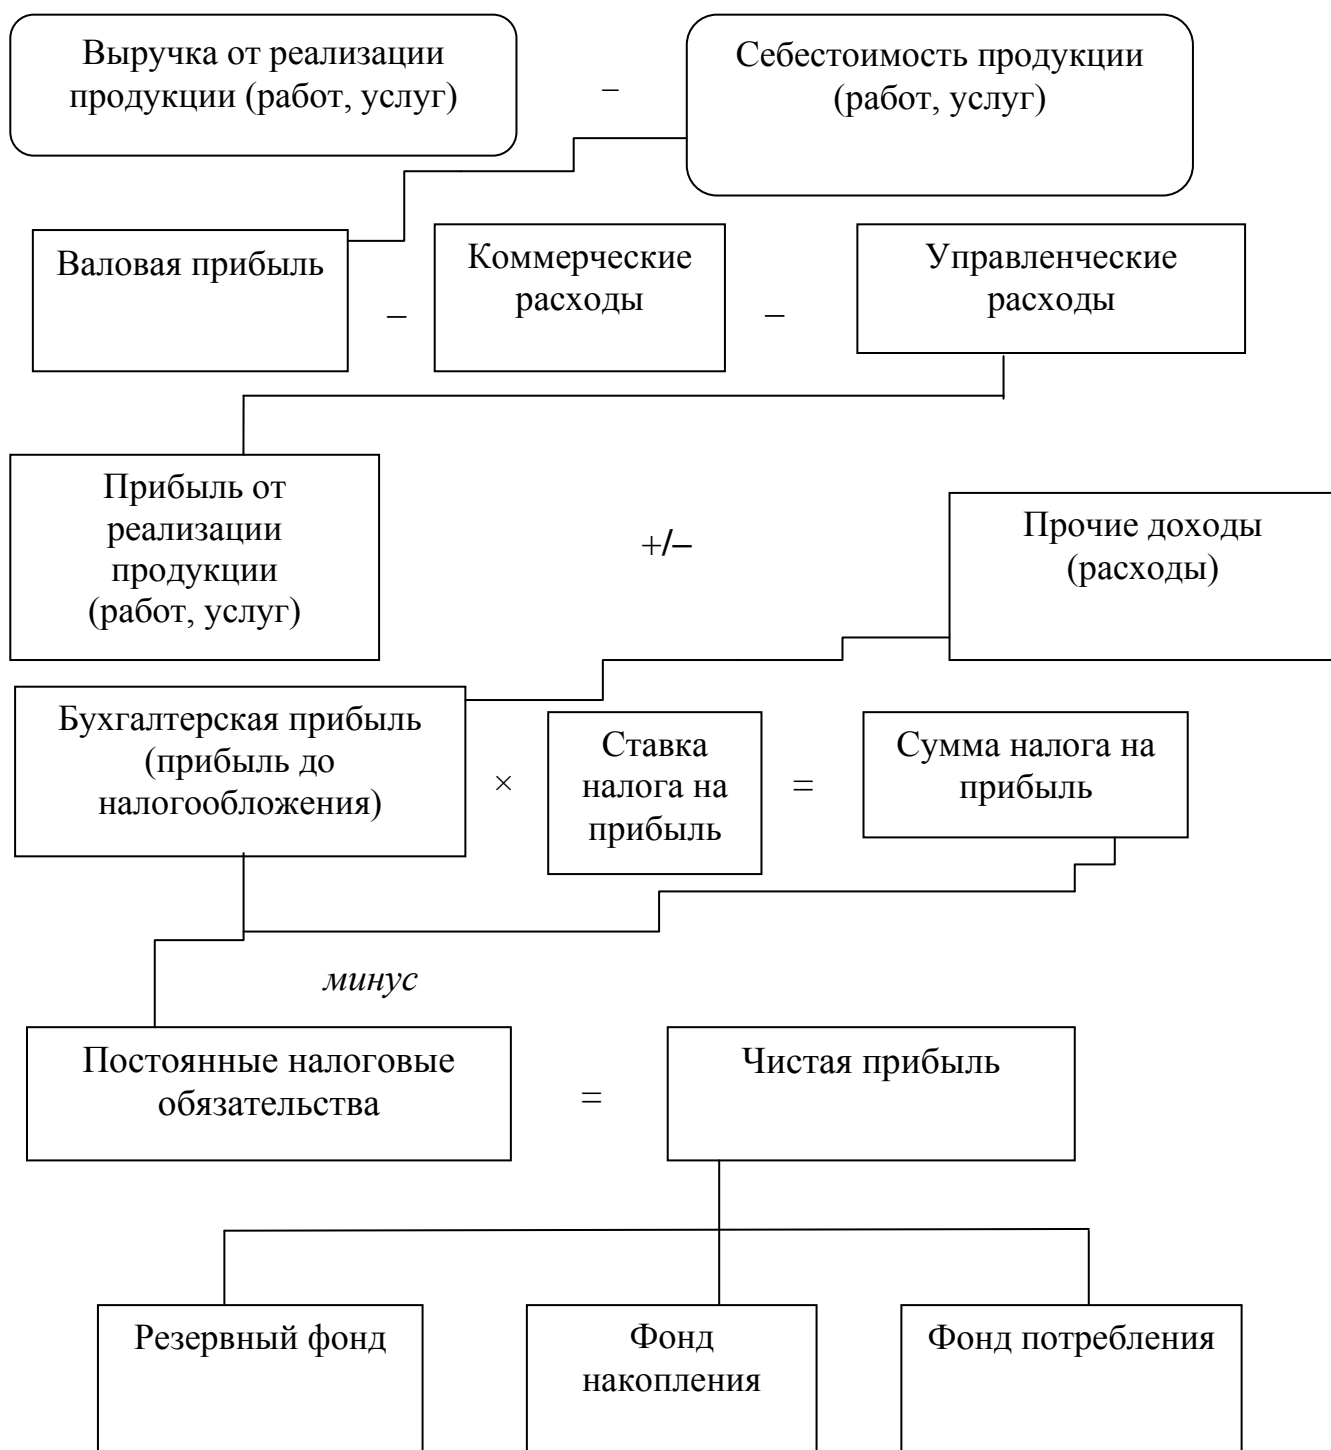 Выручка от реализации
продукции (работ, услуг)
–
Себестоимость продукции
(работ, услуг)
Валовая прибыль
–
Коммерческие
расходы
–
Управленческие
расходы
Прибыль от
реализации
продукции
(работ, услуг)
+/–
Прочие доходы
(расходы)
Бухгалтерская прибыль
(прибыль до
налогообложения)
×
Ставка
налога на
прибыль
=
Сумма налога на
прибыль
минус
Постоянные налоговые
обязательства
=
Чистая прибыль
Резервный фонд
Фонд
накопления
Фонд потребления